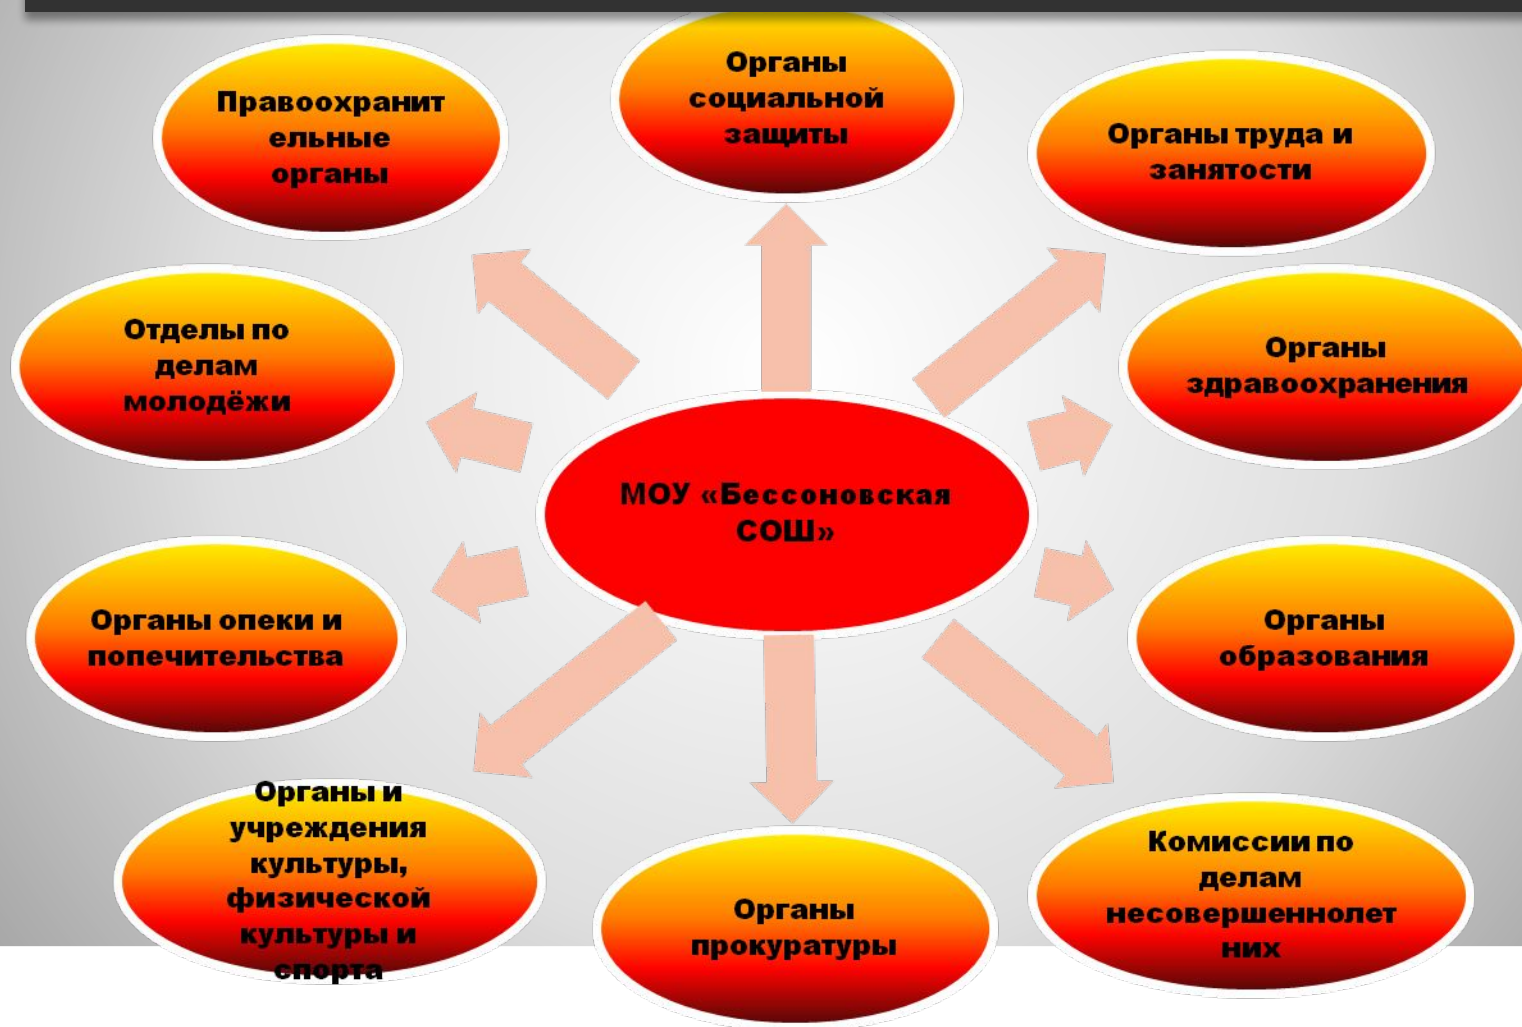 Органы
социальной
защиты
Правоохранит
ельные
органы
Органы труда и
занятости
Отделы по
делам
молодёжи
Органы
здравоохранения
МОУ «Бессоновская
СОШ»
Органы опеки и
попечительства
Органы
образования
Органы и
учреждения
культуры,
физической
культуры и
спорта
Органы
прокуратуры
Комиссии по
делам
несовершеннолет
них